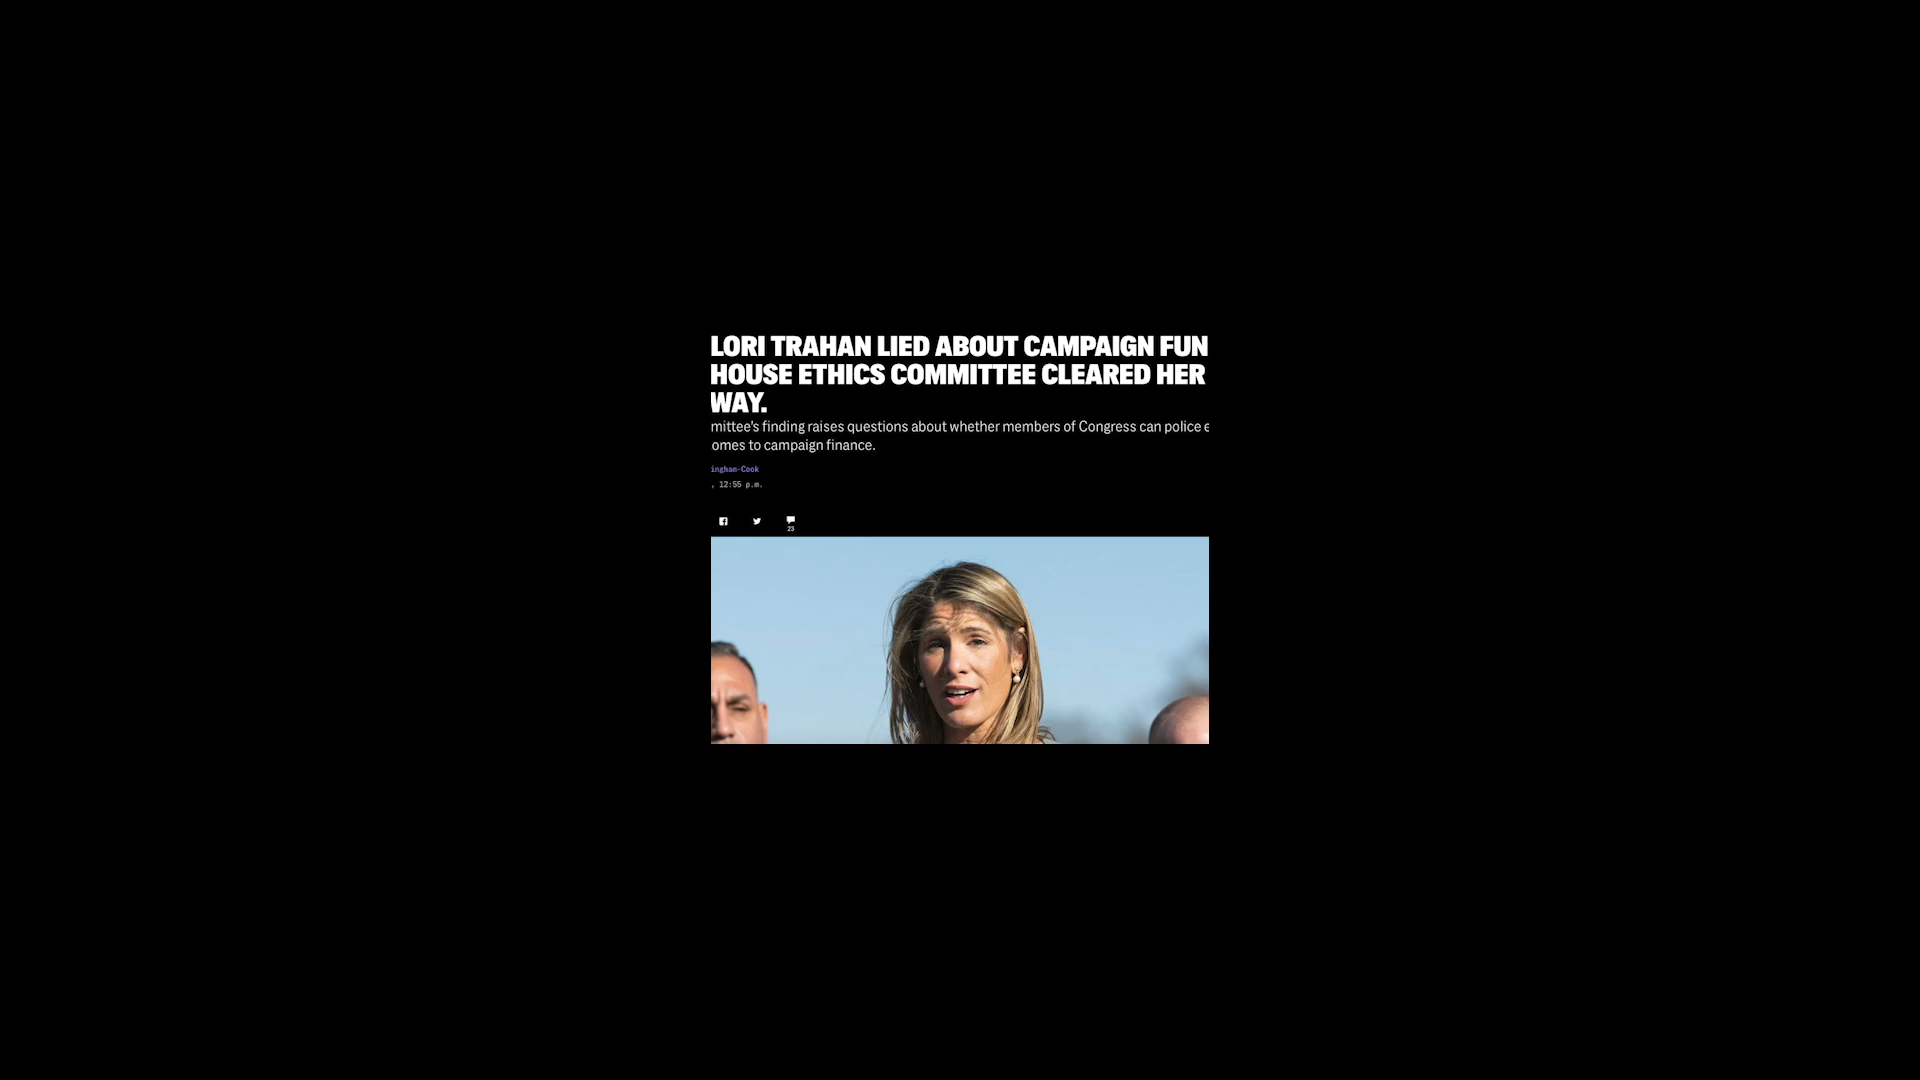 LORI TRAHAN LIED ABOUT CAMPAIGN FUN
HOUSE ETHICS COMMITTEE CLEARED HER
WAY.
mittee's finding raises questions about whether members of Congress can police e
omes to campaign finance.
ingham-Cook
, 12:55 p.m.
23